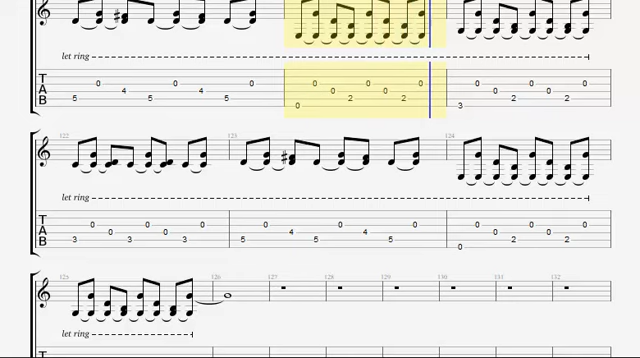 let ring
T 0 4 0 4 0 0 0 0 0 0 0 0 0
A 5 5 5 2 2 2 2
B 0 3
122 123 124
let ring
T 0 0 0 0 4 0 4 0 0 0 0 0
A 3 0 3 0 3 5 5 5 2 2
B 0
125 126 127 128 129 130 131 132
let ring
T